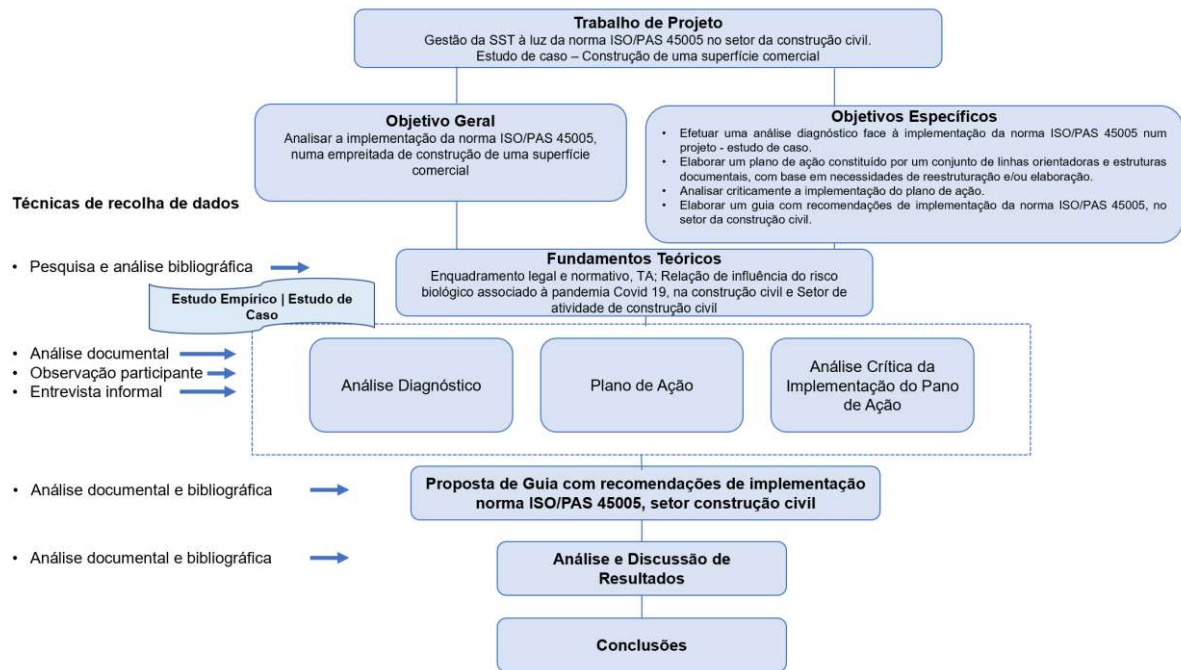 Trabalho de Projeto
Gestão da SST à luz da norma ISO/PAS 45005 no setor da construção civil.
Estudo de caso – Construção de uma superfície comercial
Objetivo Geral
Analisar a implementação da norma ISO/PAS 45005,
numa empreitada de construção de uma superfície
comercial
Objetivos Específicos
• Efetuar uma análise diagnóstico face à implementação da norma ISO/PAS 45005 num
projeto - estudo de caso.
• Elaborar um plano de ação constituído por um conjunto de linhas orientadoras e estruturas
documentais, com base em necessidades de reestruturação e/ou elaboração.
• Analisar criticamente a implementação do plano de ação.
• Elaborar um guia com recomendações de implementação da norma ISO/PAS 45005, no
setor da construção civil.
Técnicas de recolha de dados
• Pesquisa e análise bibliográfica
Fundamentos Teóricos
Enquadramento legal e normativo, TA; Relação de influência do risco
biológico associado à pandemia Covid 19, na construção civil e Setor de
atividade de construção civil
Estudo Empírico | Estudo de
Caso
• Análise documental
• Observação participante
• Entrevista informal
Análise Diagnóstico
Plano de Ação
Análise Crítica da
Implementação do Pano
de Ação
• Análise documental e bibliográfica
Proposta de Guia com recomendações de implementação
norma ISO/PAS 45005, setor construção civil
• Análise documental e bibliográfica
Análise e Discussão de
Resultados
Conclusões